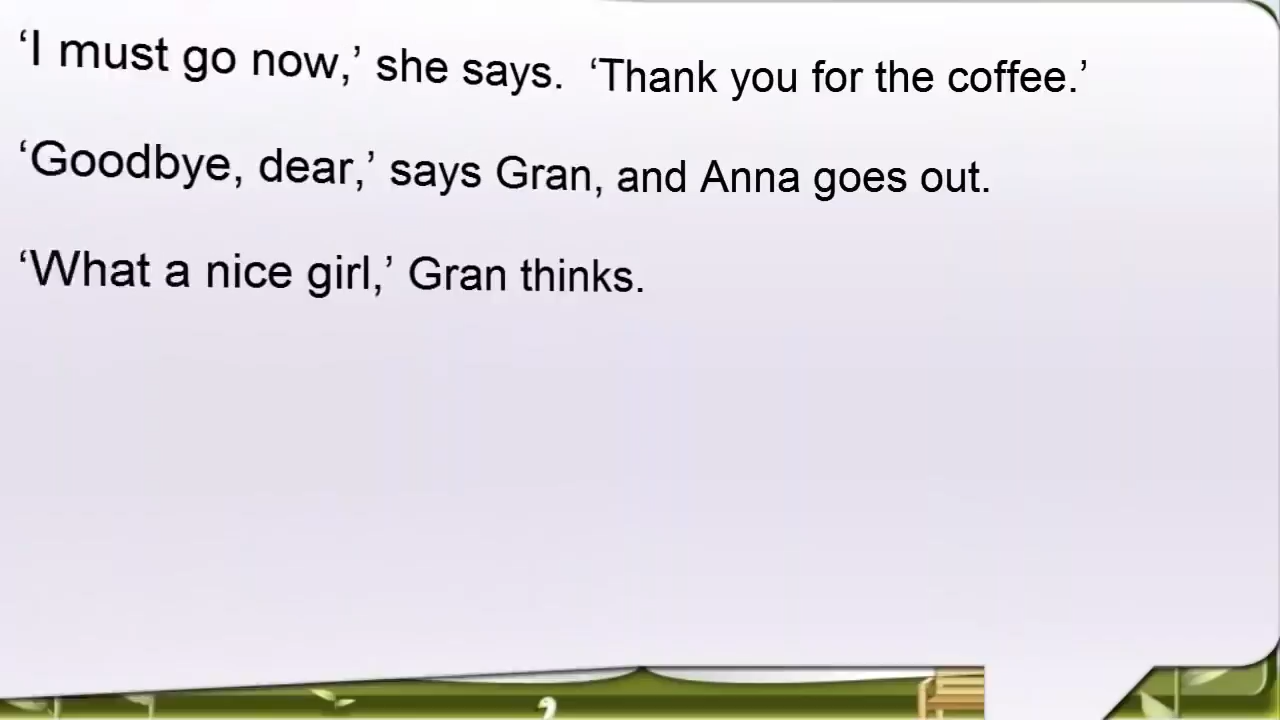 ‘I must go now,’ she says.  ‘Thank you for the coffee.’
‘Goodbye, dear,’ says Gran, and Anna goes out.
‘What a nice girl,’ Gran thinks.